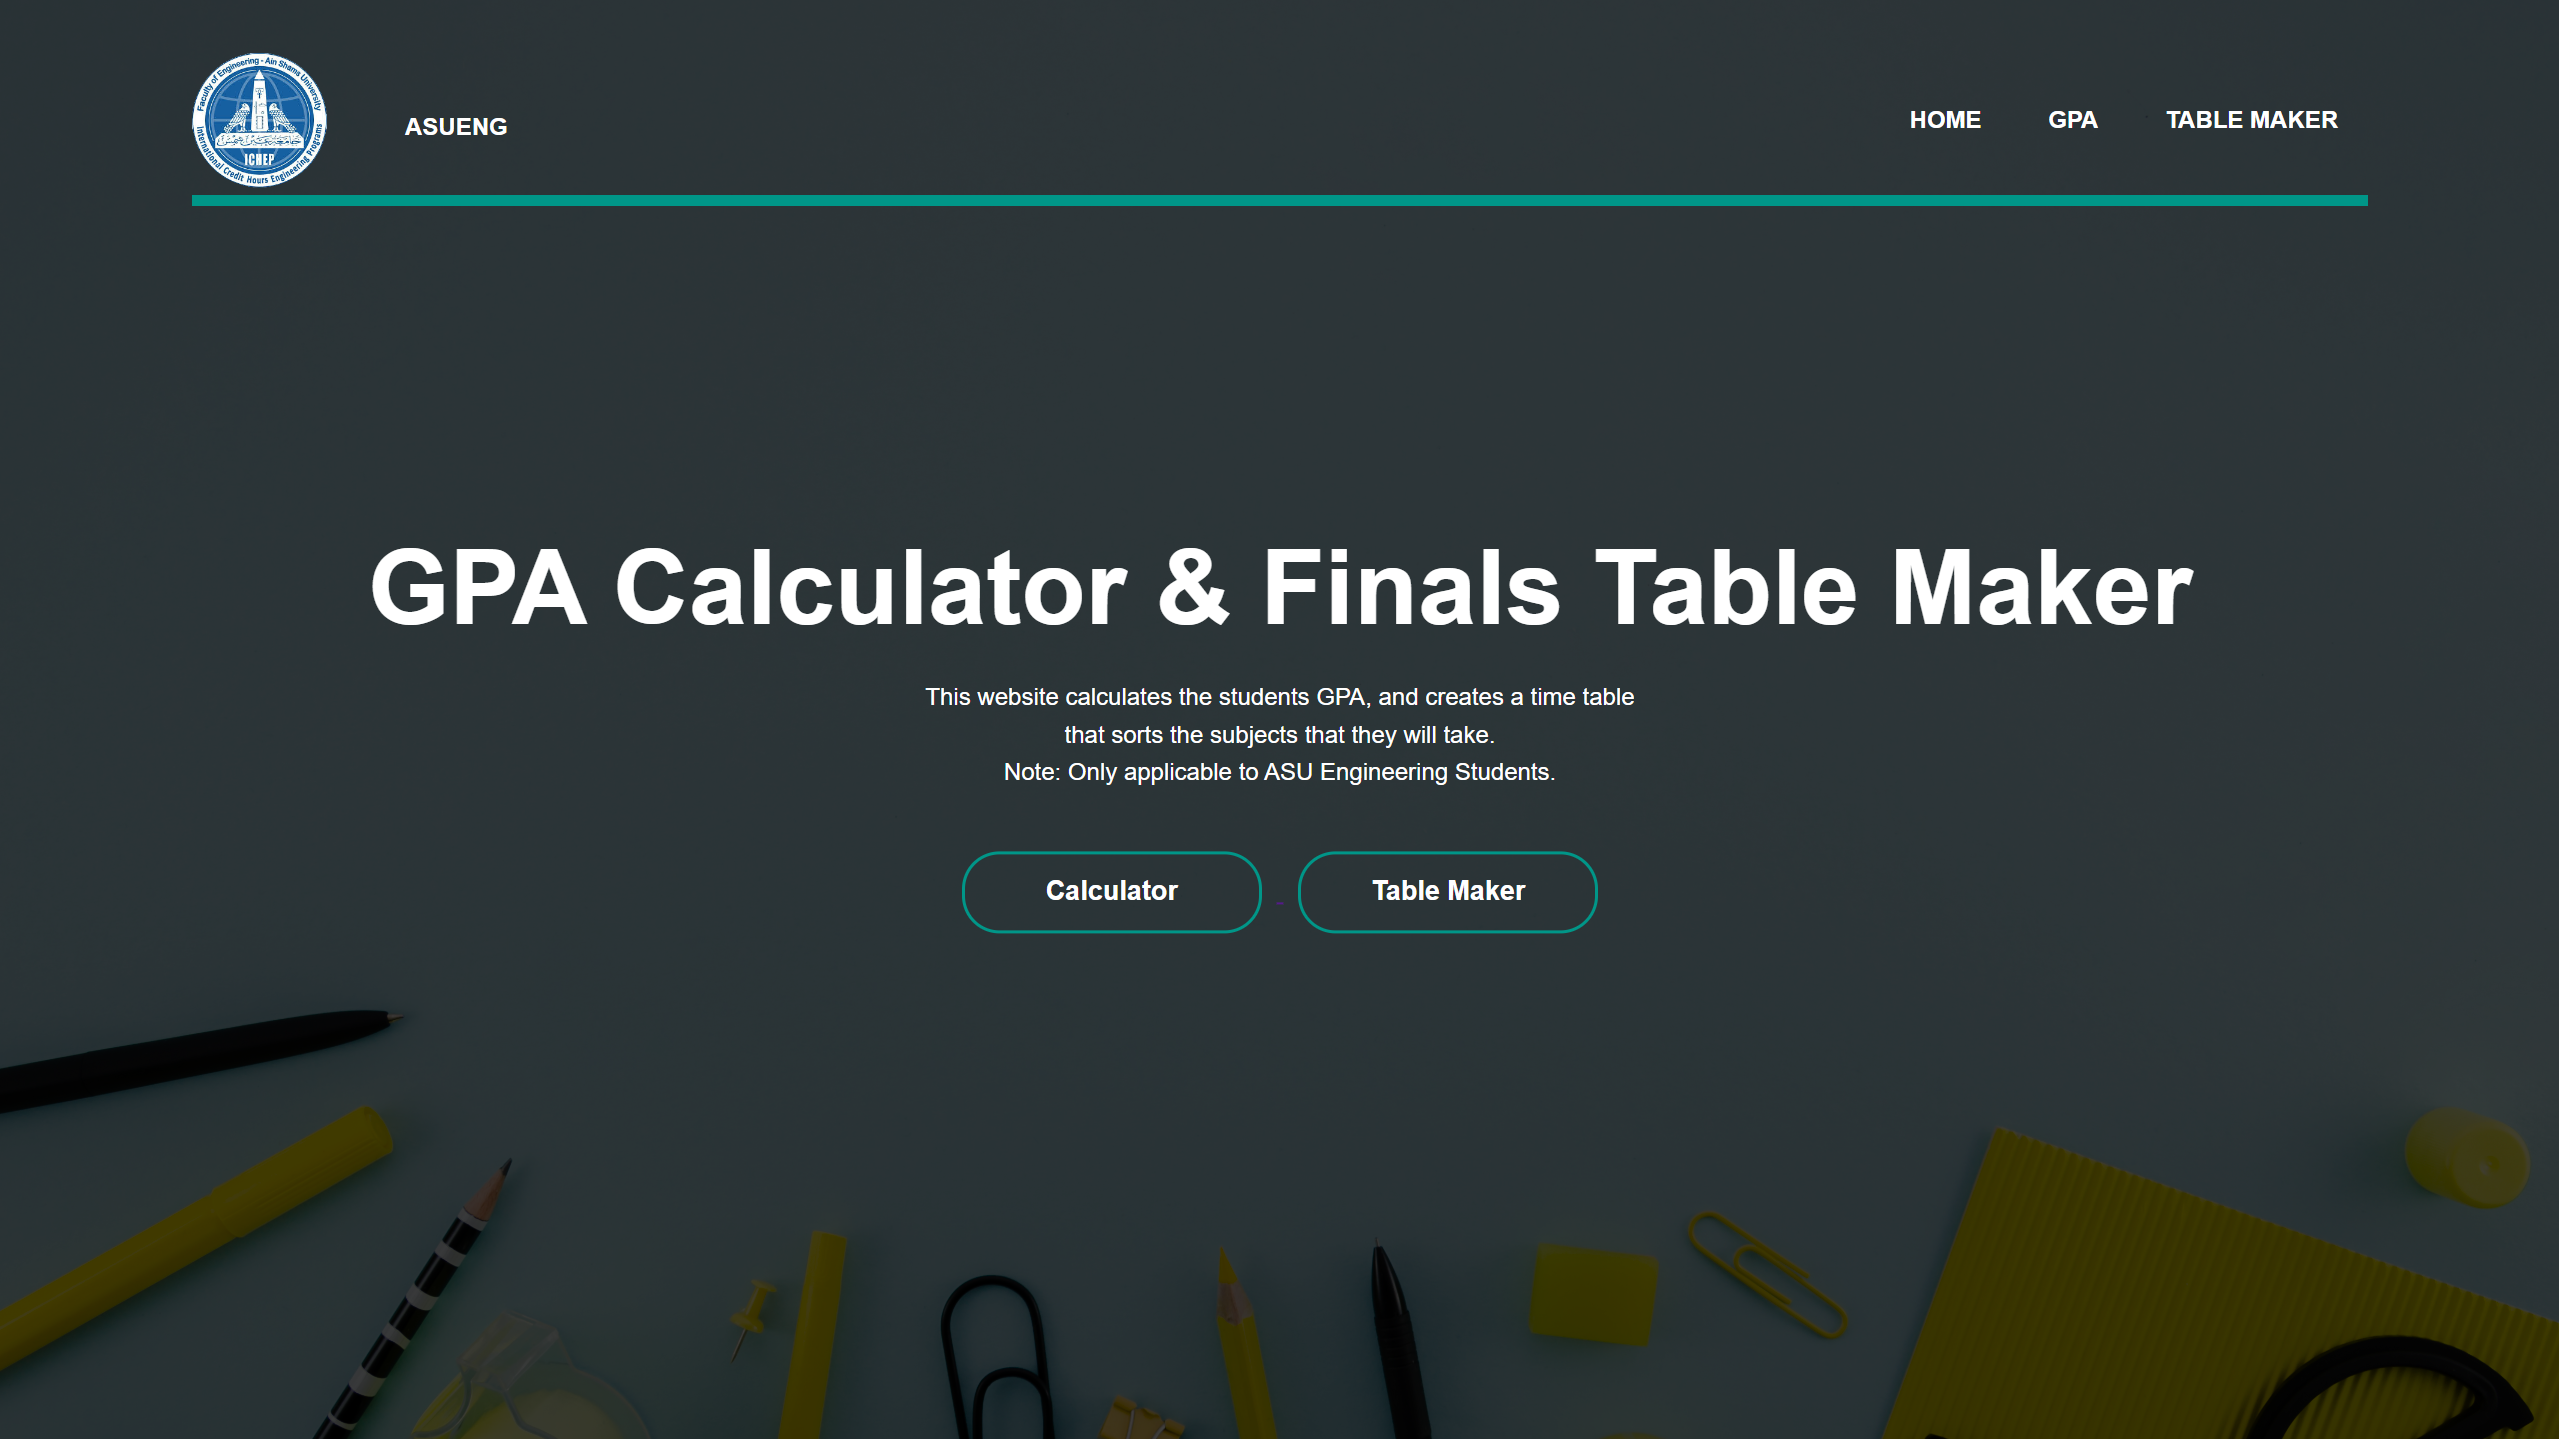 Faculty of Engineering - Ain Shams University
ICHEP
International Credit Hours Engineering Programs
ASUENG
HOME
GPA
TABLE MAKER
GPA Calculator & Finals Table Maker
This website calculates the students GPA, and creates a time table
that sorts the subjects that they will take.
Note: Only applicable to ASU Engineering Students.
Calculator
Table Maker